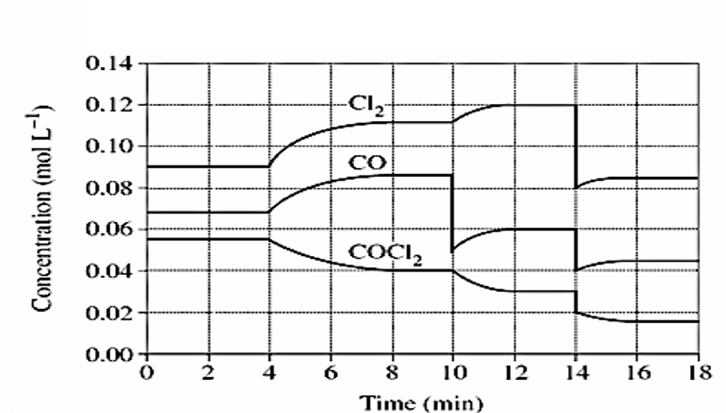 0.14
0.12
0.10
0.08
0.06
0.04
0.02
0.00
Concentration (mol L⁻¹)
Cl₂
CO
COCl₂
0 2 4 6 8 10 12 14 16 18
Time (min)